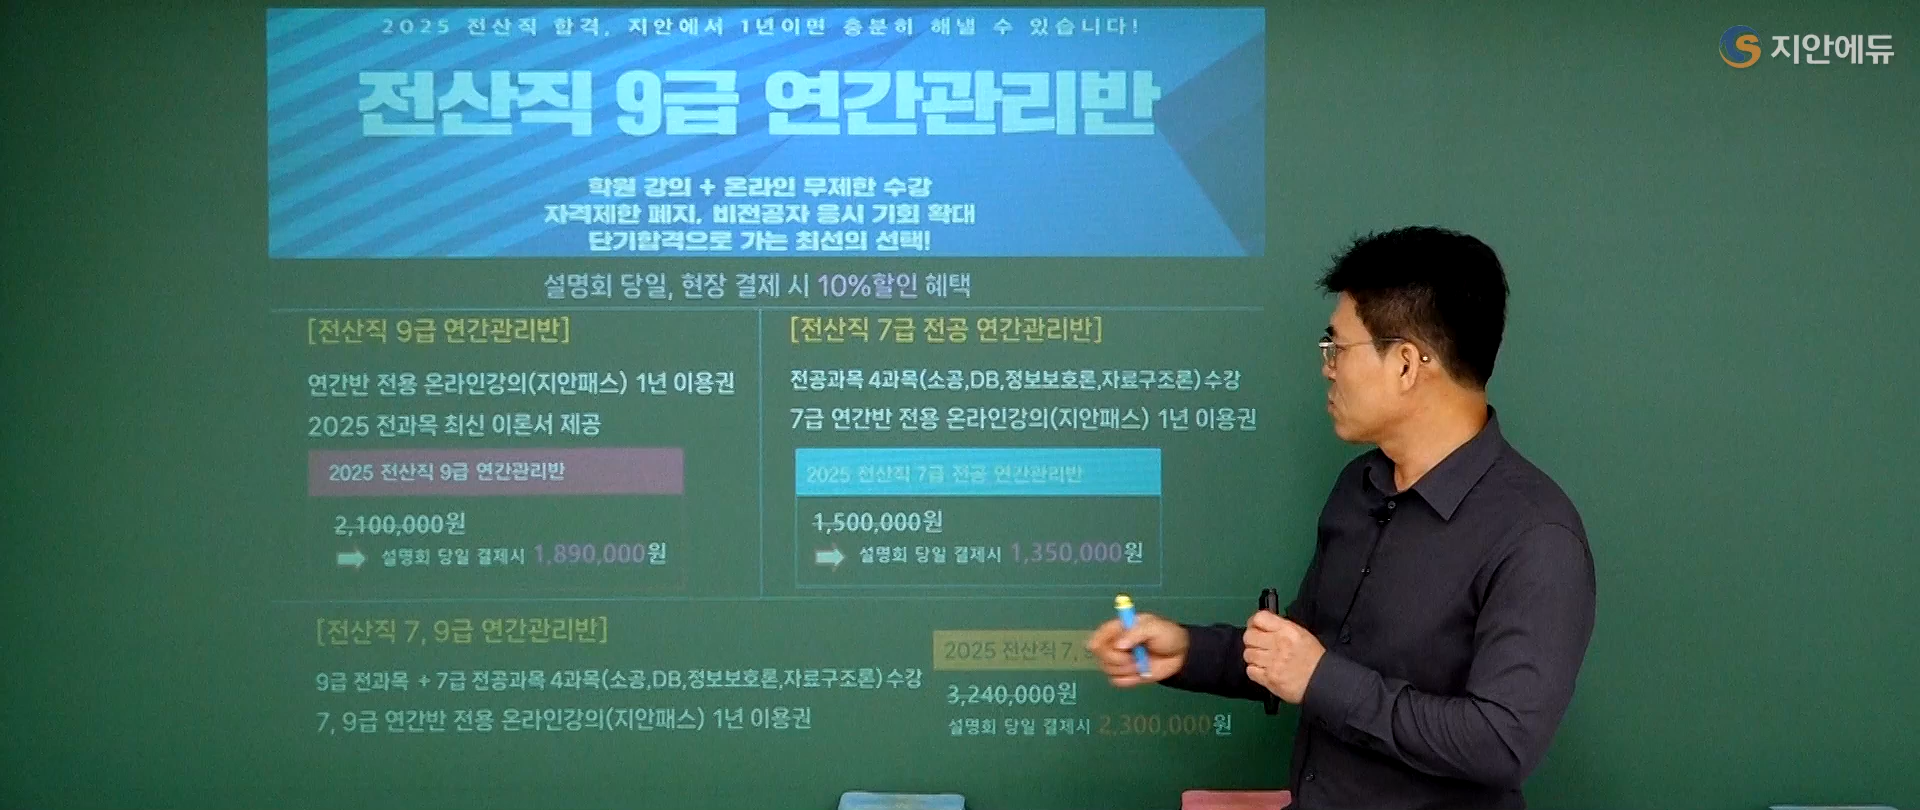 2025 전산직 합격, 지안에서 1년이면 충분히 해낼 수 있습니다!
지안에듀
전산직 9급 연간관리반
학원 강의 + 온라인 무제한 수강
자격제한 폐지, 비전공자 응시 기회 확대
단기합격으로 가는 최선의 선택!
설명회 당일, 현장 결제 시 10%할인 혜택
[전산직 9급 연간관리반]
연간반 전용 온라인강의(지안패스) 1년 이용권
2025 전과목 최신 이론서 제공
2025 전산직 9급 연간관리반
2,100,000원
설명회 당일 결제시 1,890,000원
[전산직 7급 전공 연간관리반]
전공과목 4과목(소공,DB,정보보호론,자료구조론) 수강
7급 연간반 전용 온라인강의(지안패스) 1년 이용권
2025 전산직 7급 전공 연간관리반
1,500,000원
설명회 당일 결제시 1,350,000원
[전산직 7, 9급 연간관리반]
9급 전과목 + 7급 전공과목 4과목(소공,DB,정보보호론,자료구조론) 수강
7, 9급 연간반 전용 온라인강의(지안패스) 1년 이용권
2025 전산직 7,
3,240,000원
설명회 당일 결제시 2,300,000원